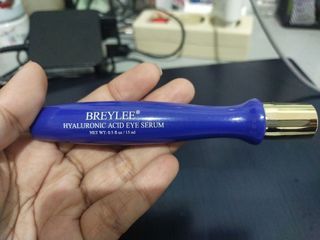 BREYLEE®
HYALURONIC ACID EYE SERUM
NET WT: 0.5 fl oz / 15 ml